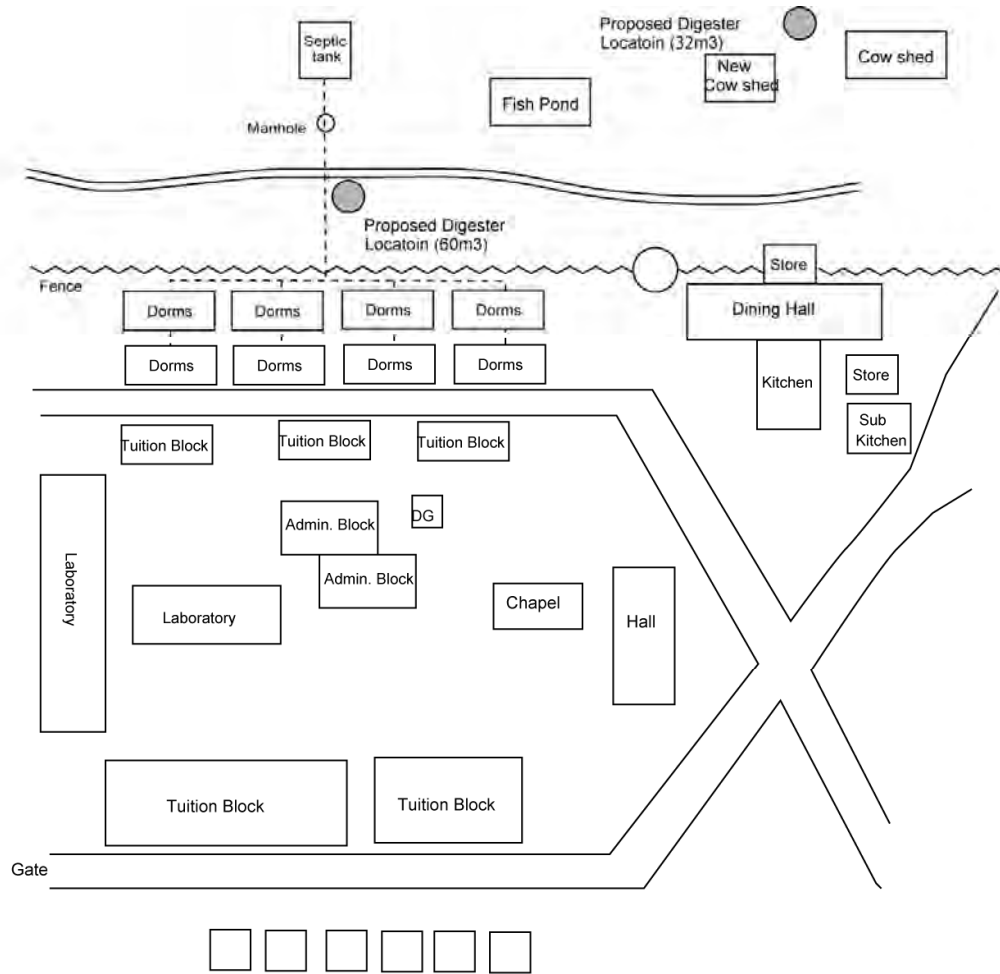 Proposed Digester
Locatoin (32m3)
Septic
tank
Cow shed
New
Cow shed
Fish Pond
Manhole
Proposed Digester
Locatoin (60m3)
Store
Fence
Dorms
Dorms
Dorms
Dorms
Dining Hall
Dorms
Dorms
Dorms
Dorms
Kitchen
Store
Sub
Kitchen
Tuition Block
Tuition Block
Tuition Block
Admin. Block
DG
Laboratory
Admin. Block
Laboratory
Chapel
Hall
Tuition Block
Tuition Block
Gate